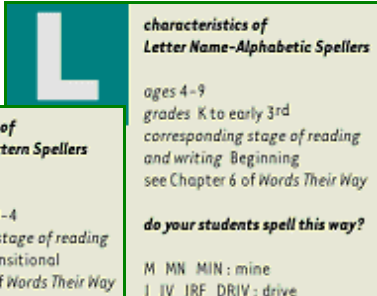 L
characteristics of
Letter Name-Alphabetic Spellers
ages 4-9
grades K to early 3rd
corresponding stage of reading
and writing Beginning
see Chapter 6 of Words Their Way
do your students spell this way?
M MN MIN : mine
J JV JRF DRIV : drive
of
tern Spellers
-4
stage of reading
nsitional
f Words Their Way